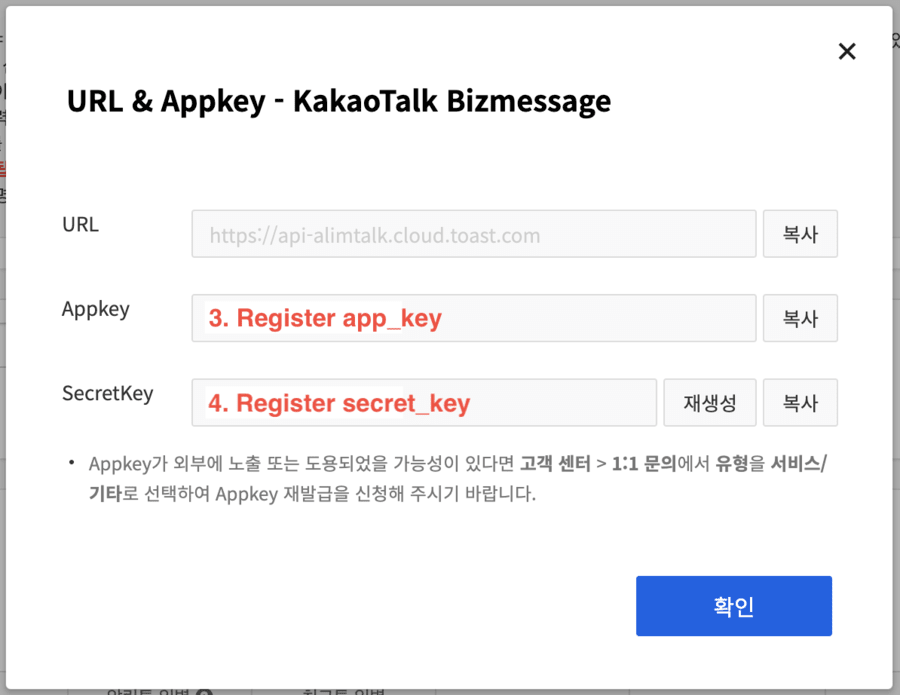 URL & Appkey - KakaoTalk Bizmessage
URL
https://api-alimtalk.cloud.toast.com
복사
Appkey
3. Register app_key
복사
SecretKey
4. Register secret_key
재생성
복사
• Appkey가 외부에 노출 또는 도용되었을 가능성이 있다면 고객 센터 > 1:1 문의에서 유형을 서비스/
기타로 선택하여 Appkey 재발급을 신청해 주시기 바랍니다.
확인